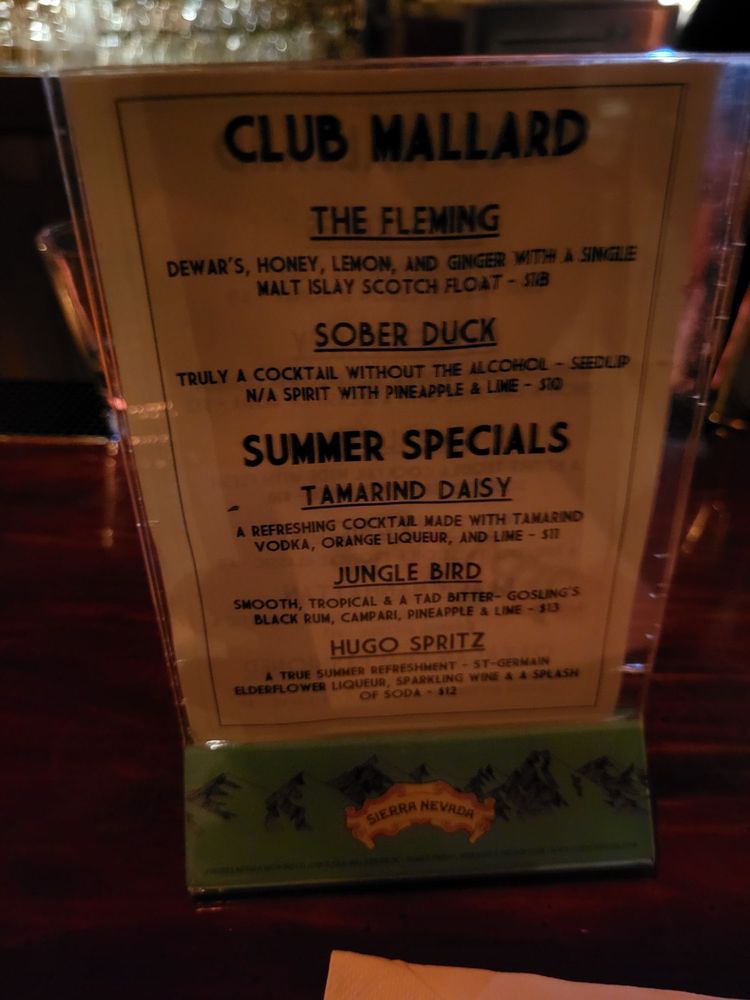 CLUB MALLARD
THE FLEMING
DEWAR'S, HONEY, LEMON, AND GINGER WITH A SINGLE
MALT ISLAY SCOTCH FLOAT -
SOBER DUCK
TRULY A COCKTAIL WITHOUT THE ALCOHOL - SEEDLIP
N/A SPIRIT WITH PINEAPPLE & LIME - $10
SUMMER SPECIALS
TAMARIND DAISY
A REFRESHING COCKTAIL MADE WITH TAMARIND
VODKA, ORANGE LIQUEUR, AND LIME - $11
JUNGLE BIRD
SMOOTH, TROPICAL & A TAD BITTER- GOSLING'S
BLACK RUM, CAMPARI, PINEAPPLE & LIME - $13
HUGO SPRITZ
A TRUE SUMMER REFRESHMENT - ST-GERMAIN
ELDERFLOWER LIQUEUR, SPARKLING WINE & A SPLASH
OF SODA - $12
SIERRA NEVADA